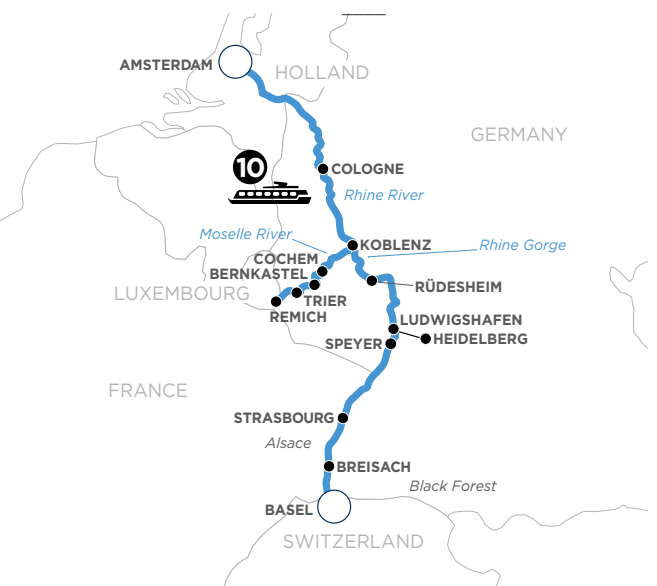 AMSTERDAM
HOLLAND
GERMANY
10
COLOGNE
Rhine River
Moselle River
KOBLENZ
Rhine Gorge
COCHEM
BERNKASTEL
LUXEMBOURG
TRIER
RÜDESHEIM
REMICH
LUDWIGSHAFEN
SPEYER
HEIDELBERG
FRANCE
STRASBOURG
Alsace
BREISACH
Black Forest
BASEL
SWITZERLAND